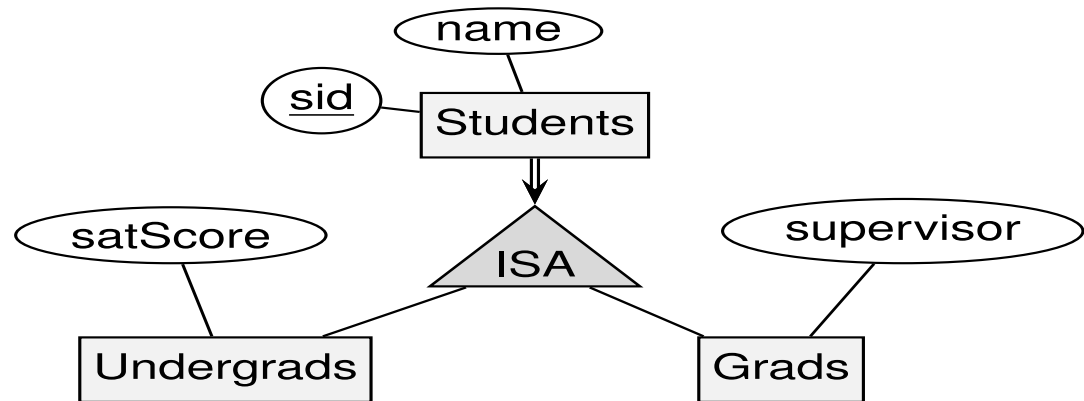 name
sid
Students
satScore
supervisor
ISA
Undergrads
Grads